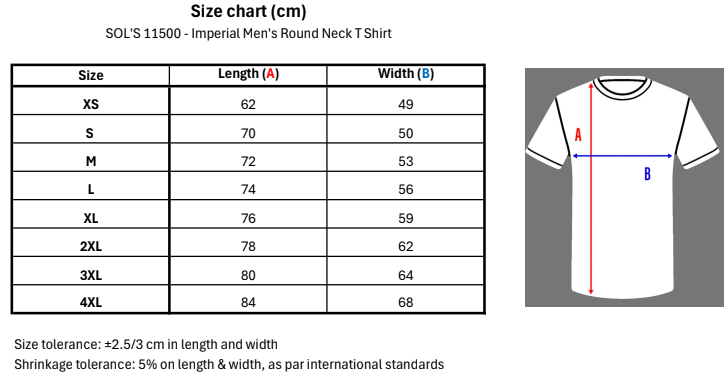 Size chart (cm)
SOL'S 11500 - Imperial Men's Round Neck T Shirt
Size Length (A) Width (B)
XS 62 49
S 70 50
M 72 53
L 74 56
XL 76 59
2XL 78 62
3XL 80 64
4XL 84 68
A
B
Size tolerance: ±2.5/3 cm in length and width
Shrinkage tolerance: 5% on length & width, as par international standards